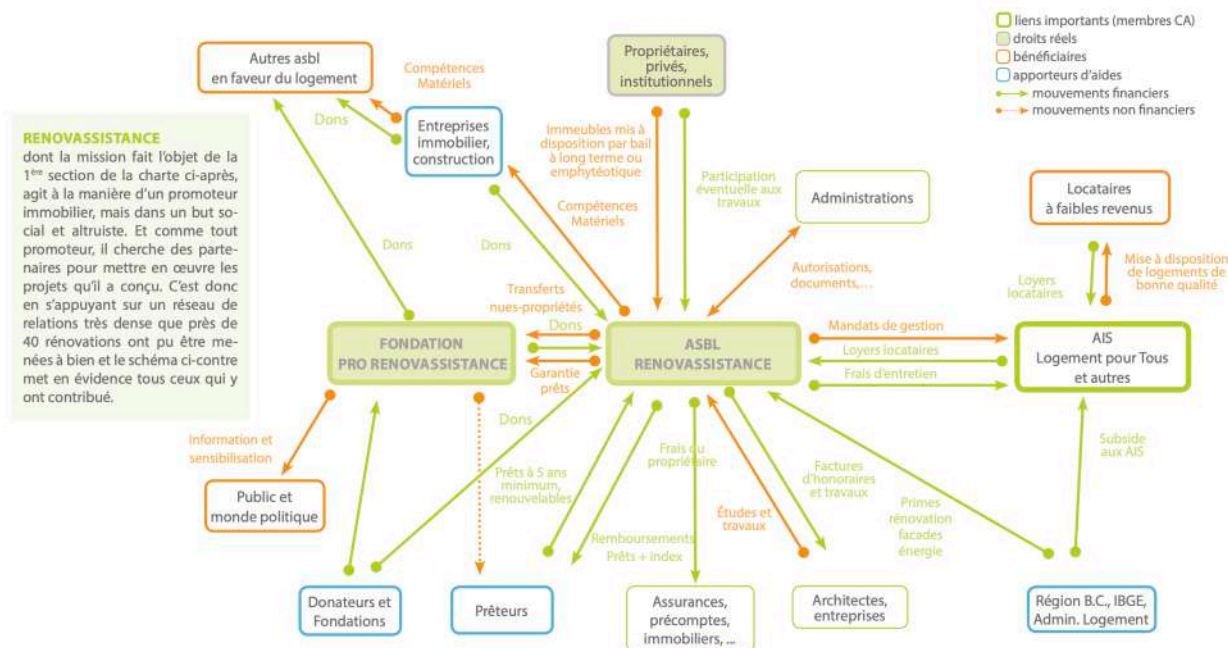 liens importants (membres CA)
droits réels
bénéficiaires
apporteurs d'aides
mouvements financiers
mouvements non financiers
RENOVASSISTANCE
dont la mission fait l'objet de la
1ère section de la charte ci-après,
agit à la manière d'un promoteur
immobilier, mais dans un but so-
cial et altruiste. Et comme tout
promoteur, il cherche des parte-
naires pour mettre en œuvre les
projets qu'il a conçu. C'est donc
en s'appuyant sur un réseau de
relations très dense que près de
40 rénovations ont pu être me-
nées à bien et le schéma ci-contre
met en évidence tous ceux qui y
ont contribué.
Autres asbl
en faveur du logement
Compétences
Matériels
Dons
Entreprises
immobilier,
construction
Propriétaires,
privés,
institutionnels
Immeubles mis à
disposition par bail
à long terme ou
emphytéotique
Participation
éventuelle aux
travaux
Compétences
Matériels
Administrations
Autorisations,
documents,...
Locataires
à faibles revenus
Loyers
locataires
Mise à disposition
de logements de
bonne qualité
Dons
Dons
Transferts
nues-propriétés
Dons
Garantie
prêts
FONDATION
PRO RENOVASSISTANCE
ASBL
RENOVASSISTANCE
Mandats de gestion
Loyers locataires
Frais d'entretien
AIS
Logement pour Tous
et autres
Dons
Information et
sensibilisation
Public et
monde politique
Prêts à 5 ans
minimum,
renouvelables
Frais du
propriétaire
Factures
d'honoraires
et travaux
Subside
aux AIS
Études et
travaux
Primes
rénovation
facades
énergie
Remboursements
Prêts + index
Donateurs et
Fondations
Prêteurs
Assurances,
précomptes,
immobiliers, ...
Architectes,
entreprises
Région B.C., IBGE,
Admin. Logement